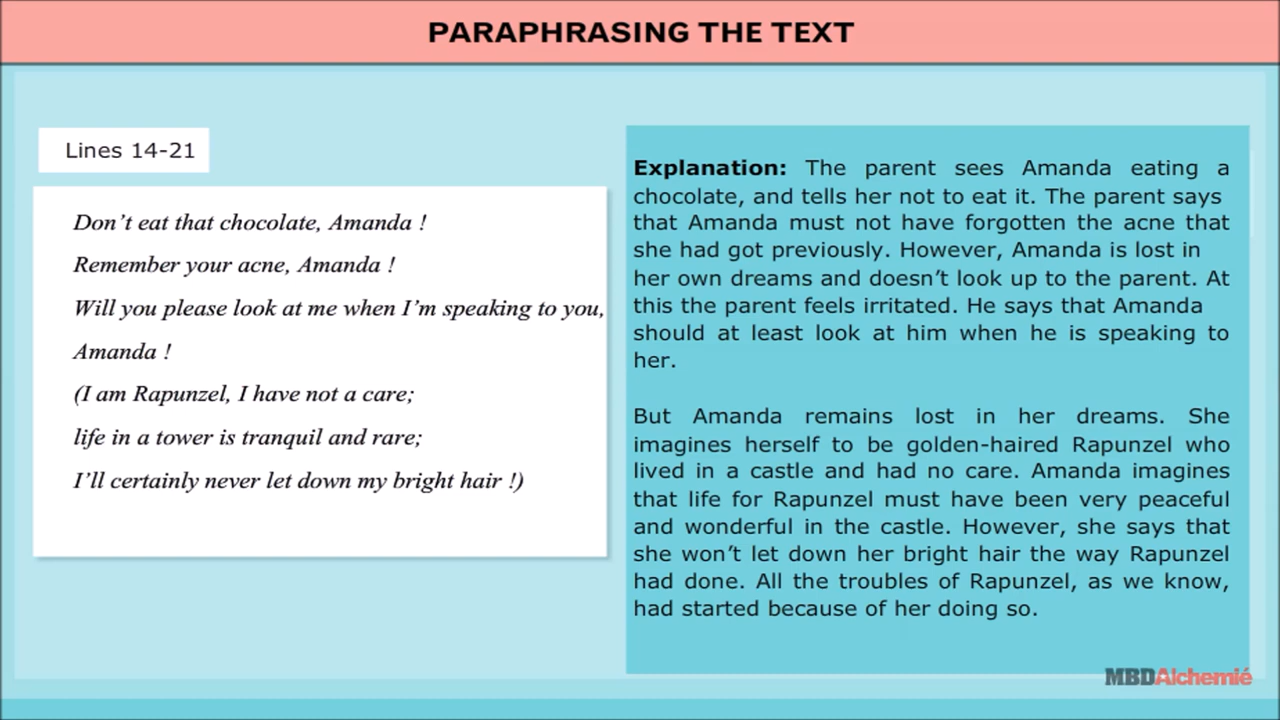 PARAPHRASING THE TEXT
Lines 14-21
Don't eat that chocolate, Amanda !
Remember your acne, Amanda !
Will you please look at me when I'm speaking to you,
Amanda !
(I am Rapunzel, I have not a care;
life in a tower is tranquil and rare;
I'll certainly never let down my bright hair !)
Explanation: The parent sees Amanda eating a
chocolate, and tells her not to eat it. The parent says
that Amanda must not have forgotten the acne that
she had got previously. However, Amanda is lost in
her own dreams and doesn't look up to the parent. At
this the parent feels irritated. He says that Amanda
should at least look at him when he is speaking to
her.
But Amanda remains lost in her dreams. She
imagines herself to be golden-haired Rapunzel who
lived in a castle and had no care. Amanda imagines
that life for Rapunzel must have been very peaceful
and wonderful in the castle. However, she says that
she won't let down her bright hair the way Rapunzel
had done. All the troubles of Rapunzel, as we know,
had started because of her doing so.
MBDAlchemié